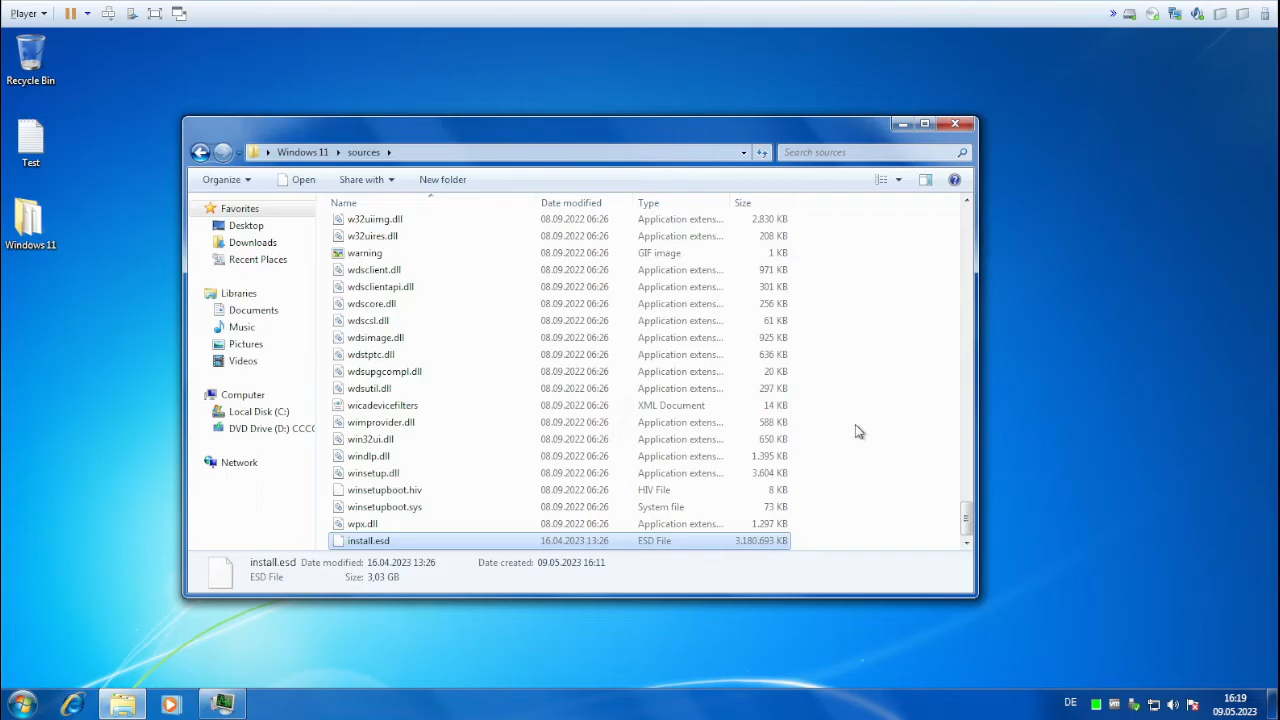 Player
»
Recycle Bin
Test
Windows 11
Windows 11 sources
Search sources
Organize Open Share with New folder
Name Date modified Type Size
Favorites
Desktop
Downloads
Recent Places
Libraries
Documents
Music
Pictures
Videos
Computer
Local Disk (C:)
DVD Drive (D:) CCCC
Network
w32uiimg.dll 08.09.2022 06:26 Application extens... 2.830 KB
w32uires.dll 08.09.2022 06:26 Application extens... 208 KB
warning 08.09.2022 06:26 GIF image 1 KB
wdsclient.dll 08.09.2022 06:26 Application extens... 971 KB
wdsclientapi.dll 08.09.2022 06:26 Application extens... 301 KB
wdscore.dll 08.09.2022 06:26 Application extens... 256 KB
wdscsl.dll 08.09.2022 06:26 Application extens... 61 KB
wdsimage.dll 08.09.2022 06:26 Application extens... 925 KB
wdstptc.dll 08.09.2022 06:26 Application extens... 636 KB
wdsupgcompl.dll 08.09.2022 06:26 Application extens... 20 KB
wdsutil.dll 08.09.2022 06:26 Application extens... 297 KB
wicadevicefilters 08.09.2022 06:26 XML Document 14 KB
wimprovider.dll 08.09.2022 06:26 Application extens... 588 KB
win32ui.dll 08.09.2022 06:26 Application extens... 650 KB
windlp.dll 08.09.2022 06:26 Application extens... 1.395 KB
winsetup.dll 08.09.2022 06:26 Application extens... 3.604 KB
winsetupboot.hiv 08.09.2022 06:26 HIV File 8 KB
winsetupboot.sys 08.09.2022 06:26 System file 73 KB
wpx.dll 08.09.2022 06:26 Application extens... 1.297 KB
install.esd 16.04.2023 13:26 ESD File 3.180.693 KB
install.esd Date modified: 16.04.2023 13:26 Date created: 09.05.2023 16:11
ESD File Size: 3,03 GB
DE
16:19
09.05.2023